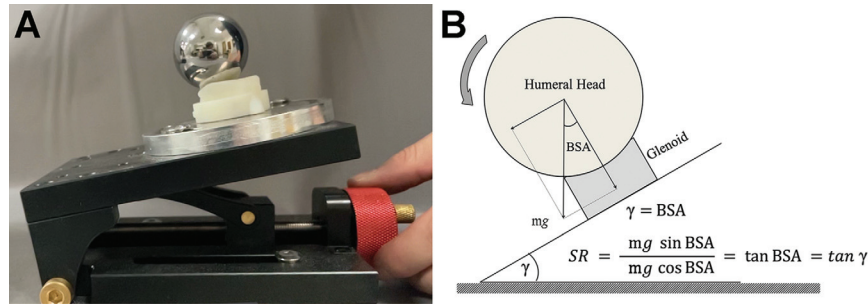 A
B
Humeral Head
BSA
Glenoid
mg
γ = BSA
SR = mg sin BSA / mg cos BSA = tan BSA = tan γ
γ